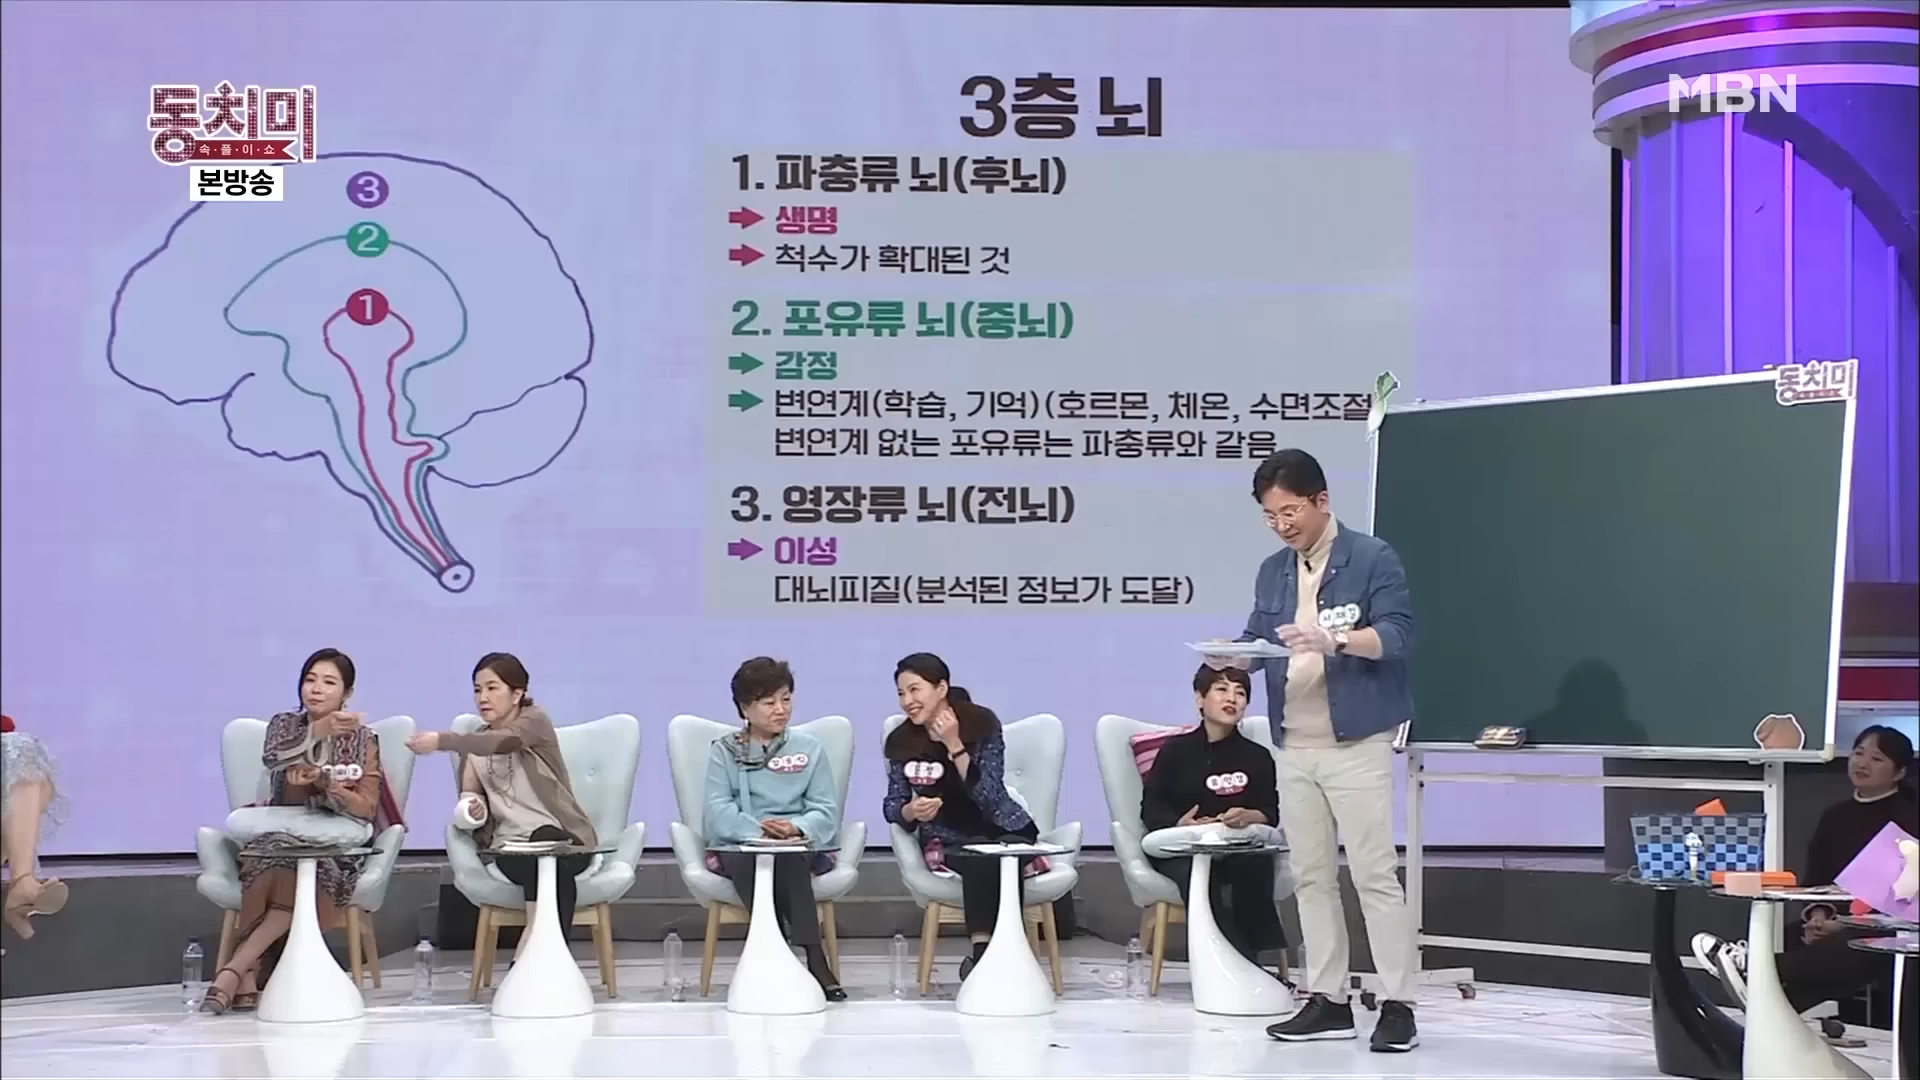 동치미
속·풀·이·쇼
본방송
MBN
3층 뇌
1. 파충류 뇌(후뇌)
➡ 생명
➡ 척수가 확대된 것
2. 포유류 뇌(중뇌)
➡ 감정
➡ 변연계(학습, 기억)(호르몬, 체온, 수면조절
변연계 없는 포유류는 파충류와 같음
3. 영장류 뇌(전뇌)
➡ 이성
대뇌피질(분석된 정보가 도달)
3
2
1
동치미